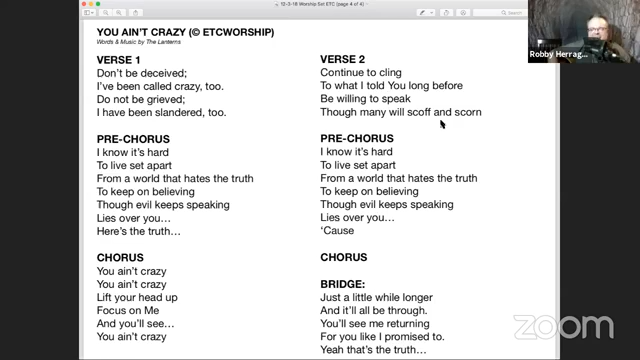 12-3-18 Worship Set ETC (page 4 of 4)
Search
Robby Herrag...
YOU AIN'T CRAZY (© ETCWORSHIP)
Words & Music by The Lanterns
VERSE 1
Don't be deceived;
I've been called crazy, too.
Do not be grieved;
I have been slandered, too.
PRE-CHORUS
I know it's hard
To live set apart
From a world that hates the truth
To keep on believing
Though evil keeps speaking
Lies over you…
Here's the truth…
CHORUS
You ain't crazy
You ain't crazy
Lift your head up
Focus on Me
And you'll see…
You ain't crazy
VERSE 2
Continue to cling
To what I told You long before
Be willing to speak
Though many will scoff and scorn
PRE-CHORUS
I know it's hard
To live set apart
From a world that hates the truth
To keep on believing
Though evil keeps speaking
Lies over you…
'Cause
CHORUS
BRIDGE:
Just a little while longer
And it'll all be through.
You'll see me returning
For you like I promised to.
Yeah that's the truth…
zoom